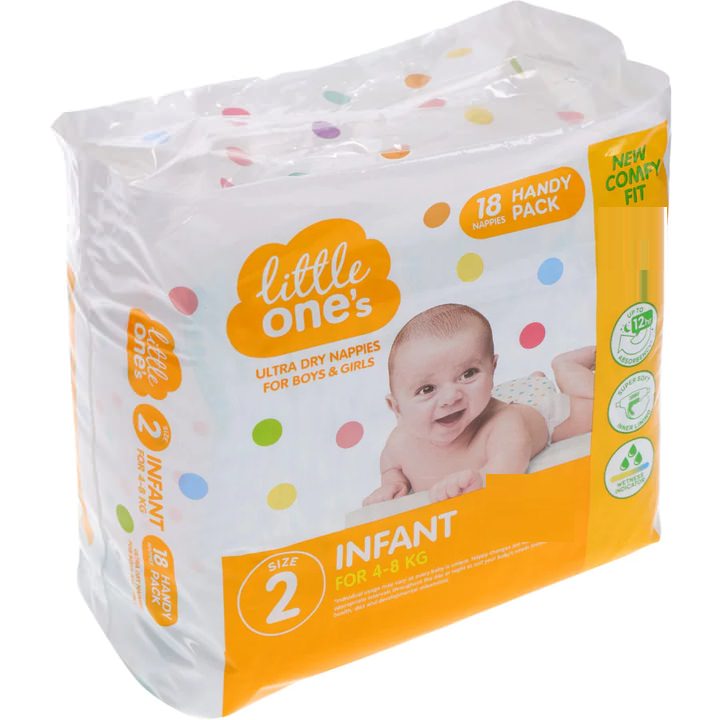 NEW
COMFY
FIT
18
NAPPIES
HANDY
PACK
little
one's
ULTRA DRY NAPPIES
FOR BOYS & GIRLS
UP TO
12hr
ABSORBENCY
SUPER SOFT
INNER LINING
WETNESS
INDICATOR
SIZE
2
INFANT
FOR 4-8 KG
little
one's
SIZE
2
INFANT
FOR 4-8 KG
18
HANDY
PACK